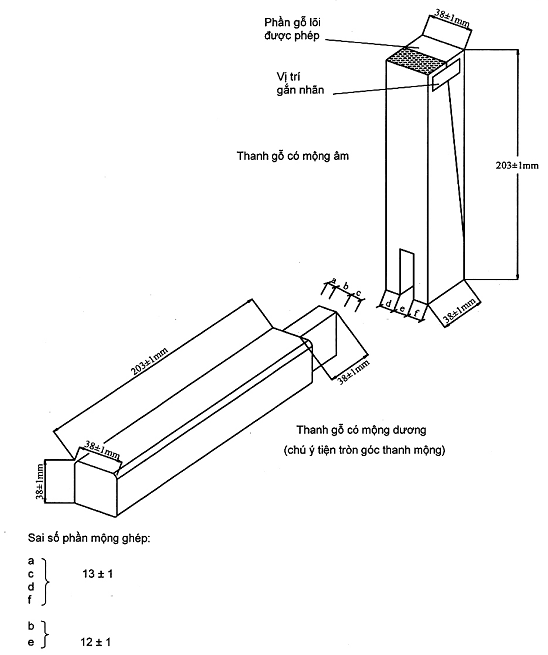 38±1mm
Phần gỗ lõi
được phép
Vị trí
gắn nhãn
Thanh gỗ có mộng âm
203±1mm
a
b
c
d
e
f
38±1mm
203±1mm
38±1mm
38±1mm
38±1mm
Thanh gỗ có mộng dương
(chú ý tiện tròn góc thanh mộng)
Sai số phần mộng ghép:
a
c 13 ± 1
d
f
b
e 12 ± 1